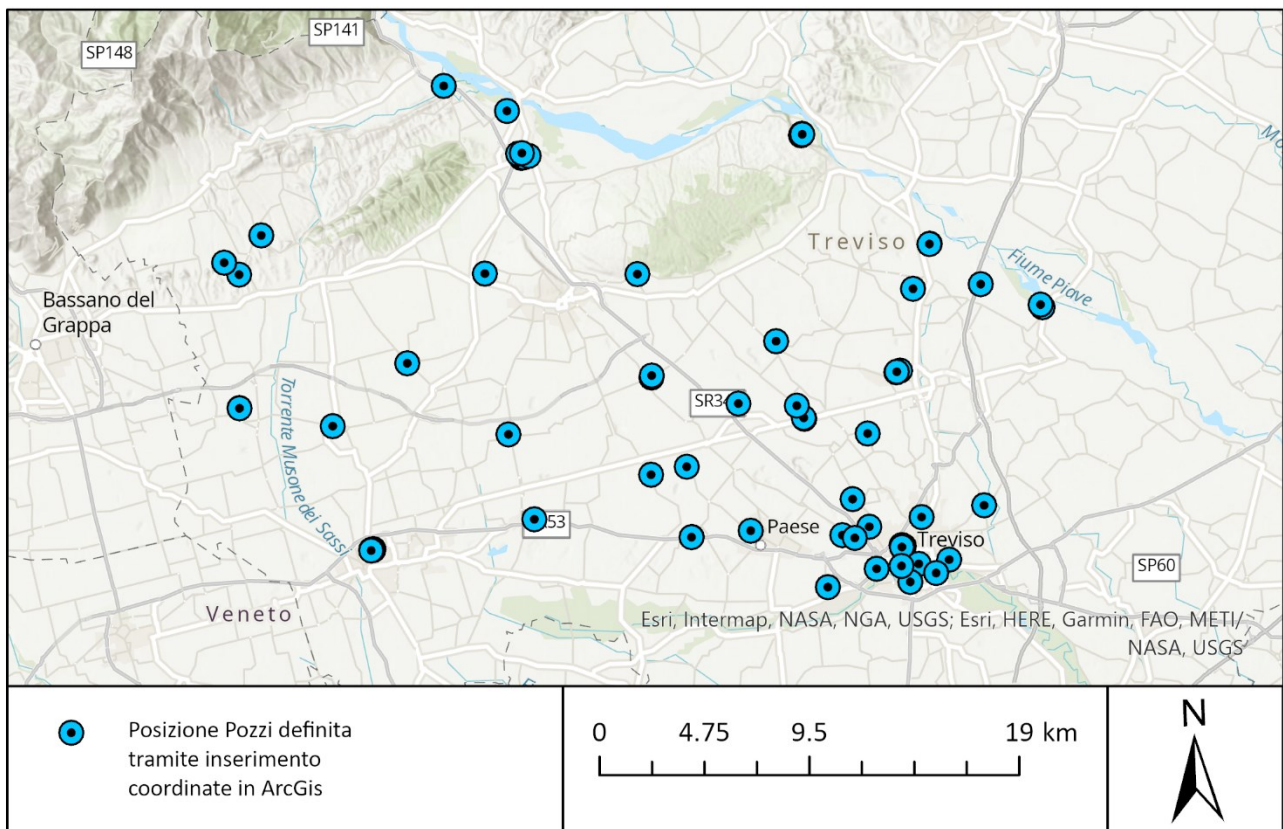 SP141
SP148
Treviso
Fiume Piave
Bassano del
Grappa
Torrente Musone dei Sassi
SR34
53
Paese
Treviso
SP60
Veneto
Esri, Intermap, NASA, NGA, USGS; Esri, HERE, Garmin, FAO, METI/
NASA, USGS
Posizione Pozzi definita
tramite inserimento
coordinate in ArcGis
0 4.75 9.5 19 km
N